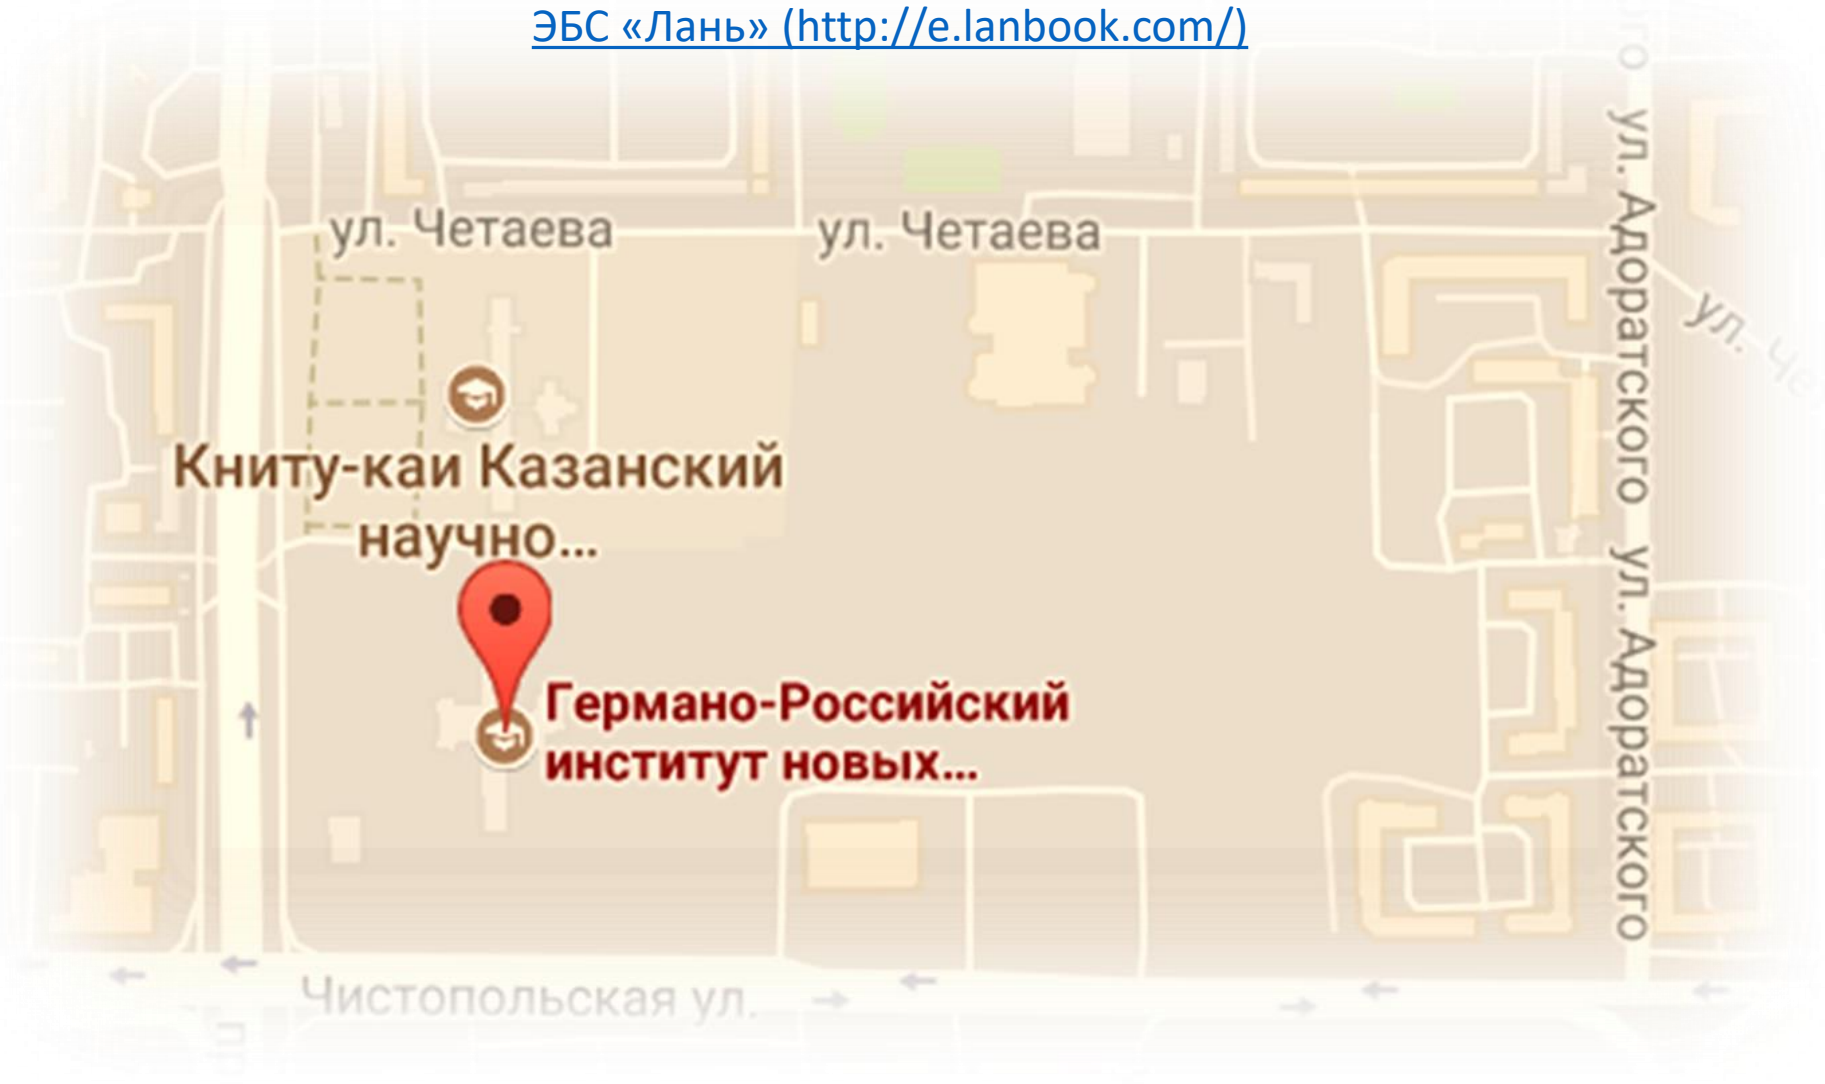 ЭБС «Лань» (http://e.lanbook.com/)
ул. Четаева
ул. Четаева
ул. Адоратского
ул.
Книту-каи Казанский
научно...
ул. Адоратского
Германо-Российский
институт новых...
Чистопольская ул.